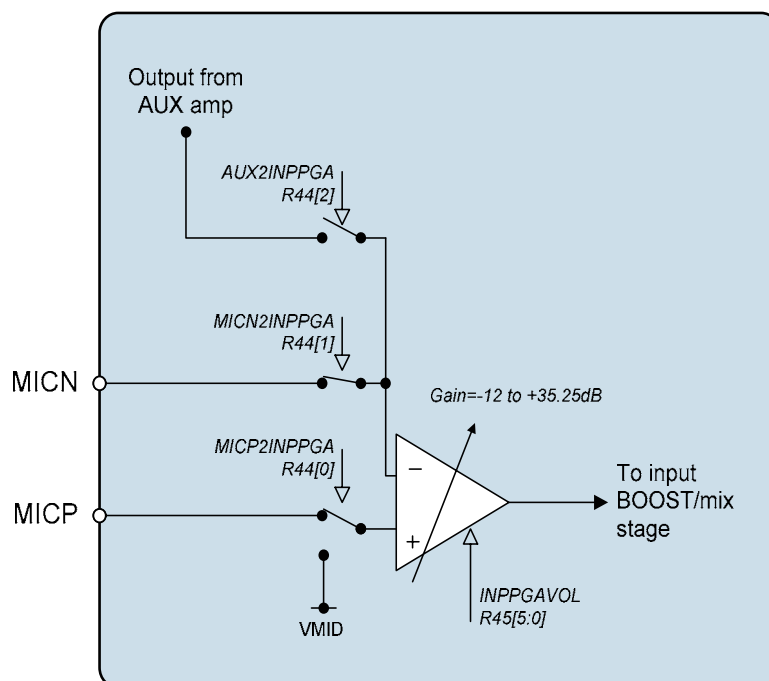 Output from
AUX amp
AUX2INPPGA
R44[2]
MICN2INPPGA
R44[1]
MICN
Gain=-12 to +35.25dB
MICP2INPPGA
R44[0]
MICP
−
+
To input
BOOST/mix
stage
INPPGAVOL
R45[5:0]
VMID